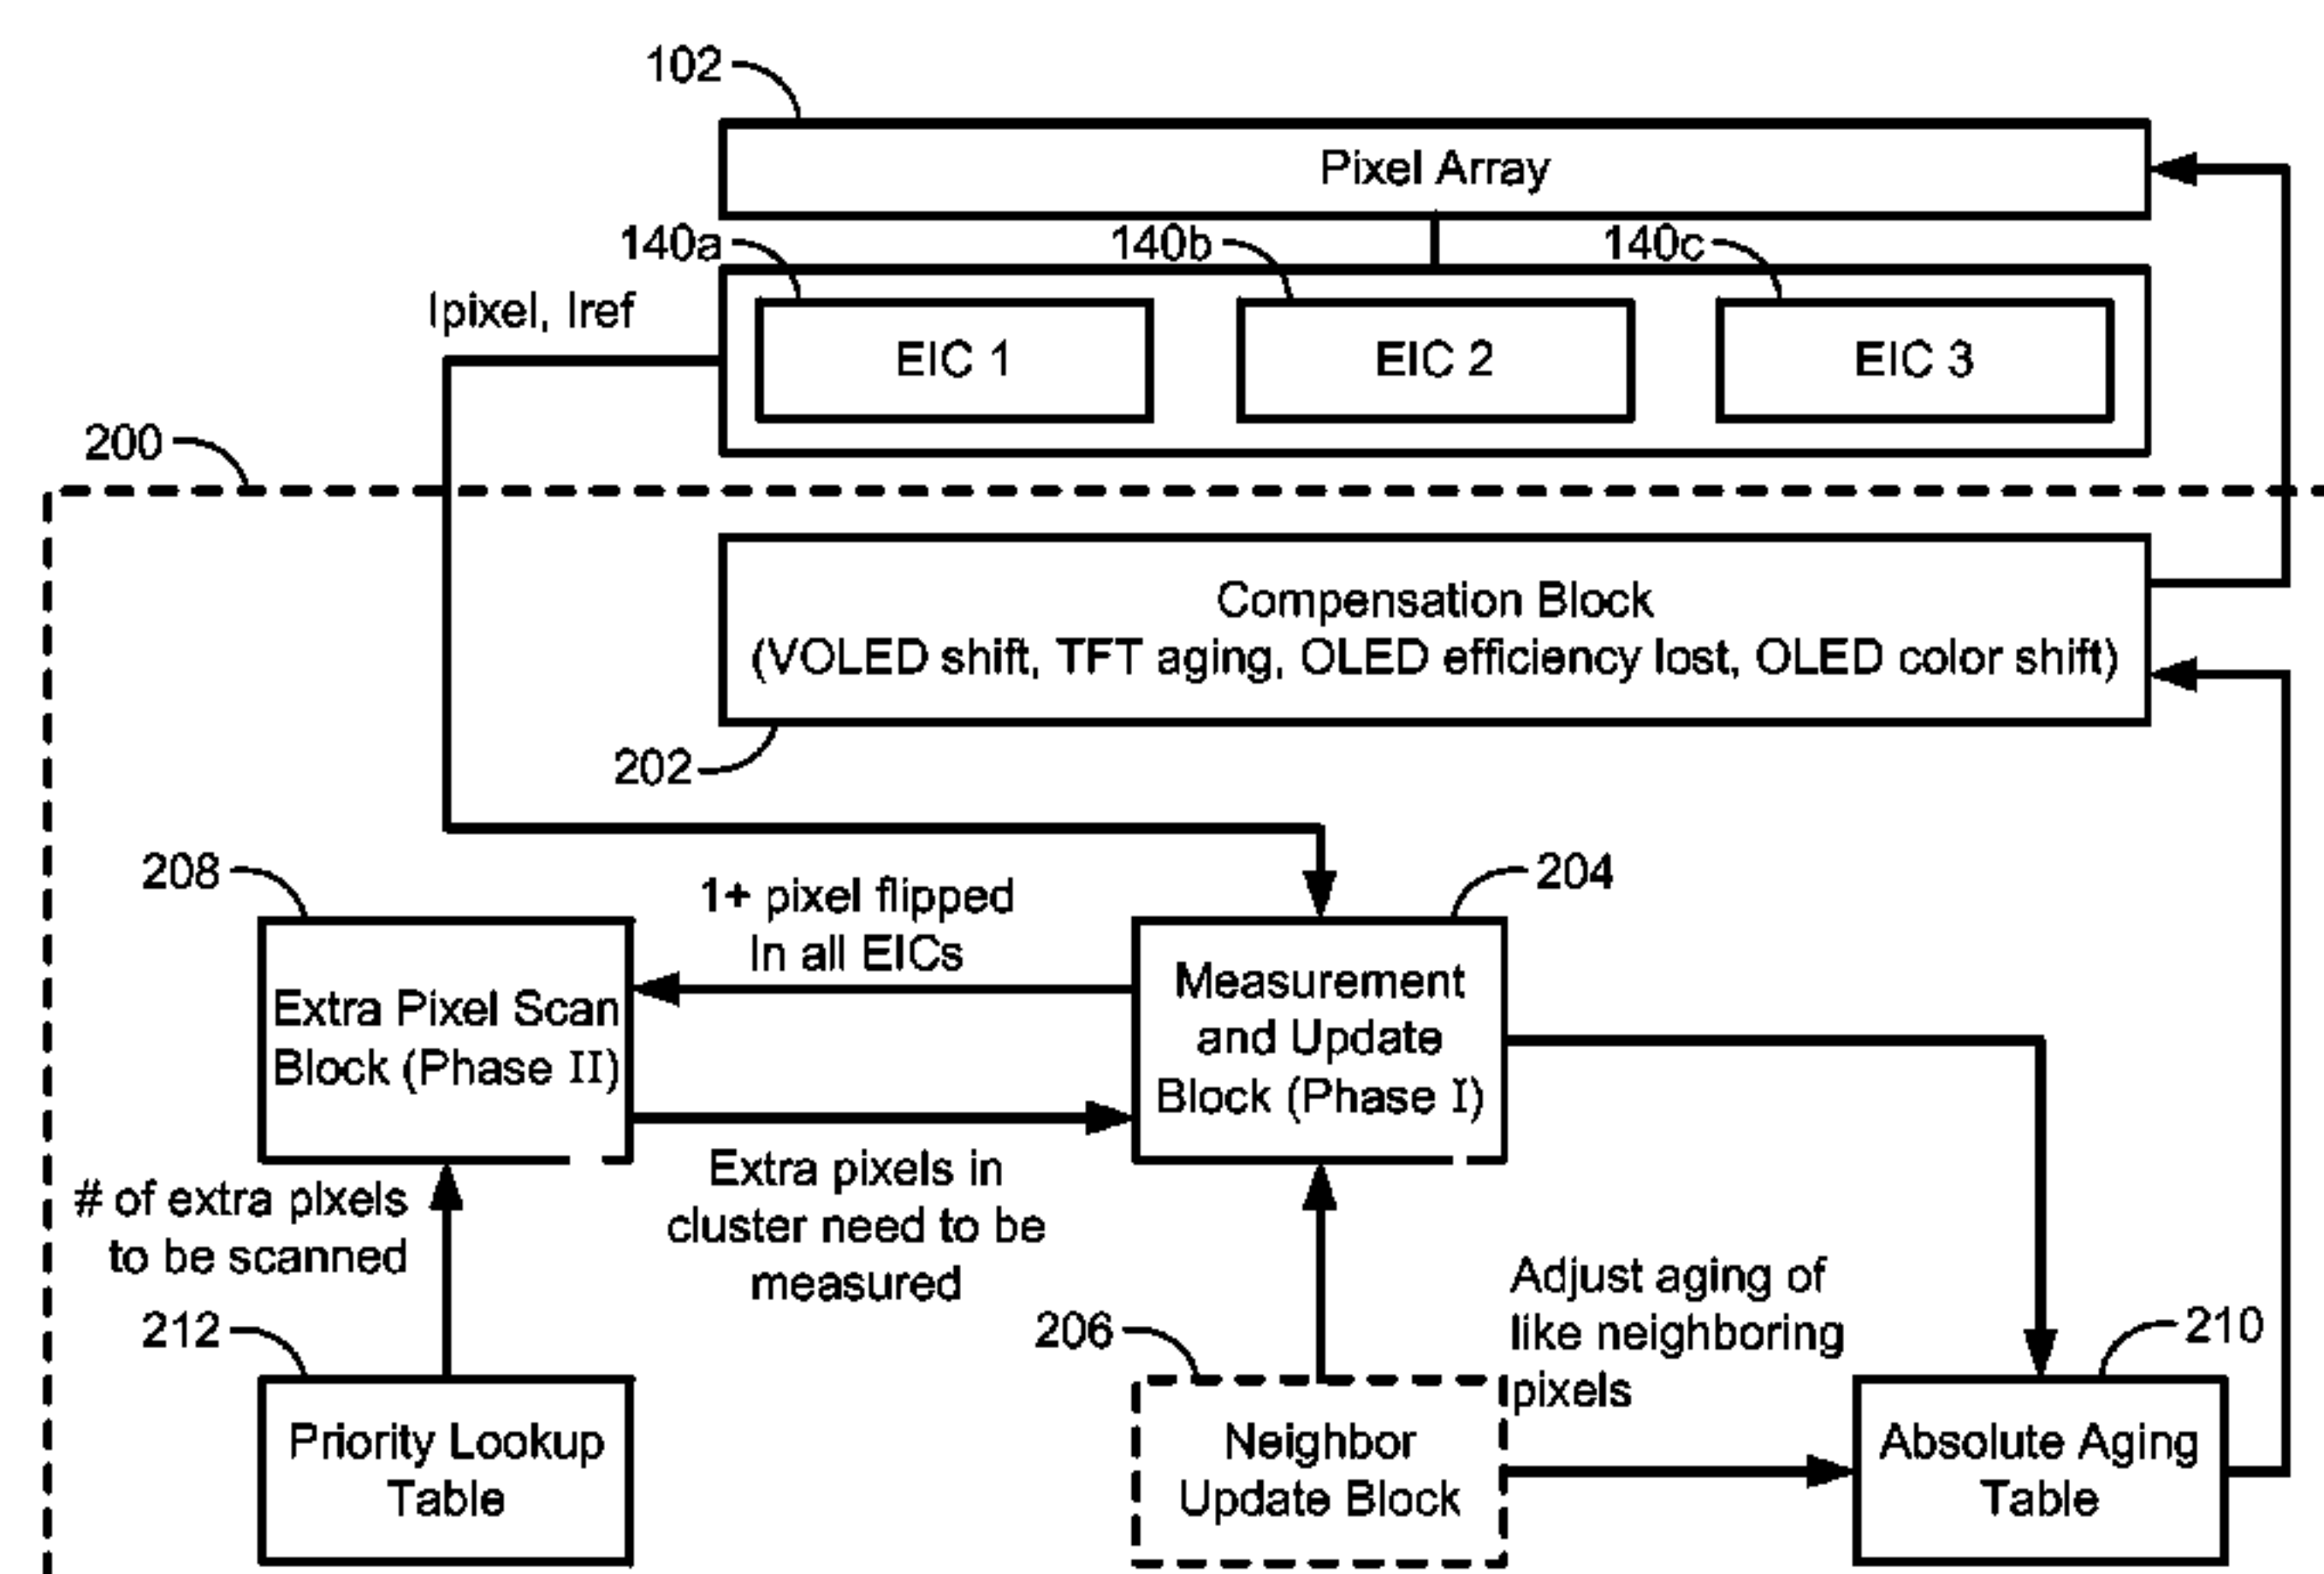 102
Pixel Array
140a
140b
140c
Ipixel, Iref
EIC 1
EIC 2
EIC 3
200
Compensation Block
(VOLED shift, TFT aging, OLED efficiency lost, OLED color shift)
202
208
1+ pixel flipped
In all EICs
204
Extra Pixel Scan
Block (Phase II)
Measurement
and Update
Block (Phase I)
# of extra pixels
to be scanned
Extra pixels in
cluster need to be
measured
212
206
Adjust aging of
like neighboring
pixels
210
Priority Lookup
Table
Neighbor
Update Block
Absolute Aging
Table